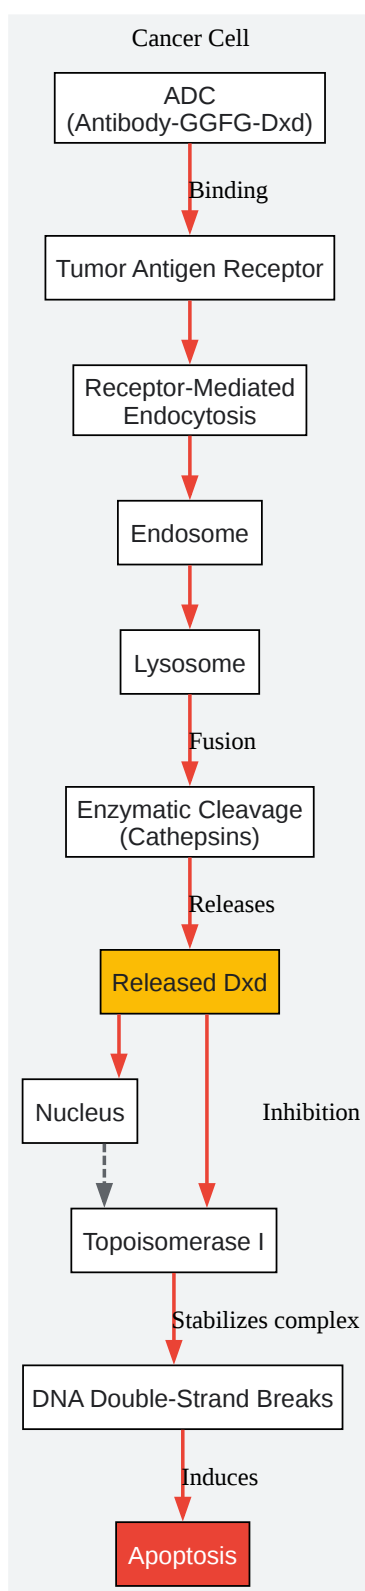 Cancer Cell
ADC
(Antibody-GGFG-Dxd)
Binding
Tumor Antigen Receptor
Receptor-Mediated
Endocytosis
Endosome
Lysosome
Fusion
Enzymatic Cleavage
(Cathepsins)
Releases
Released Dxd
Nucleus
Inhibition
Topoisomerase I
Stabilizes complex
DNA Double-Strand Breaks
Induces
Apoptosis